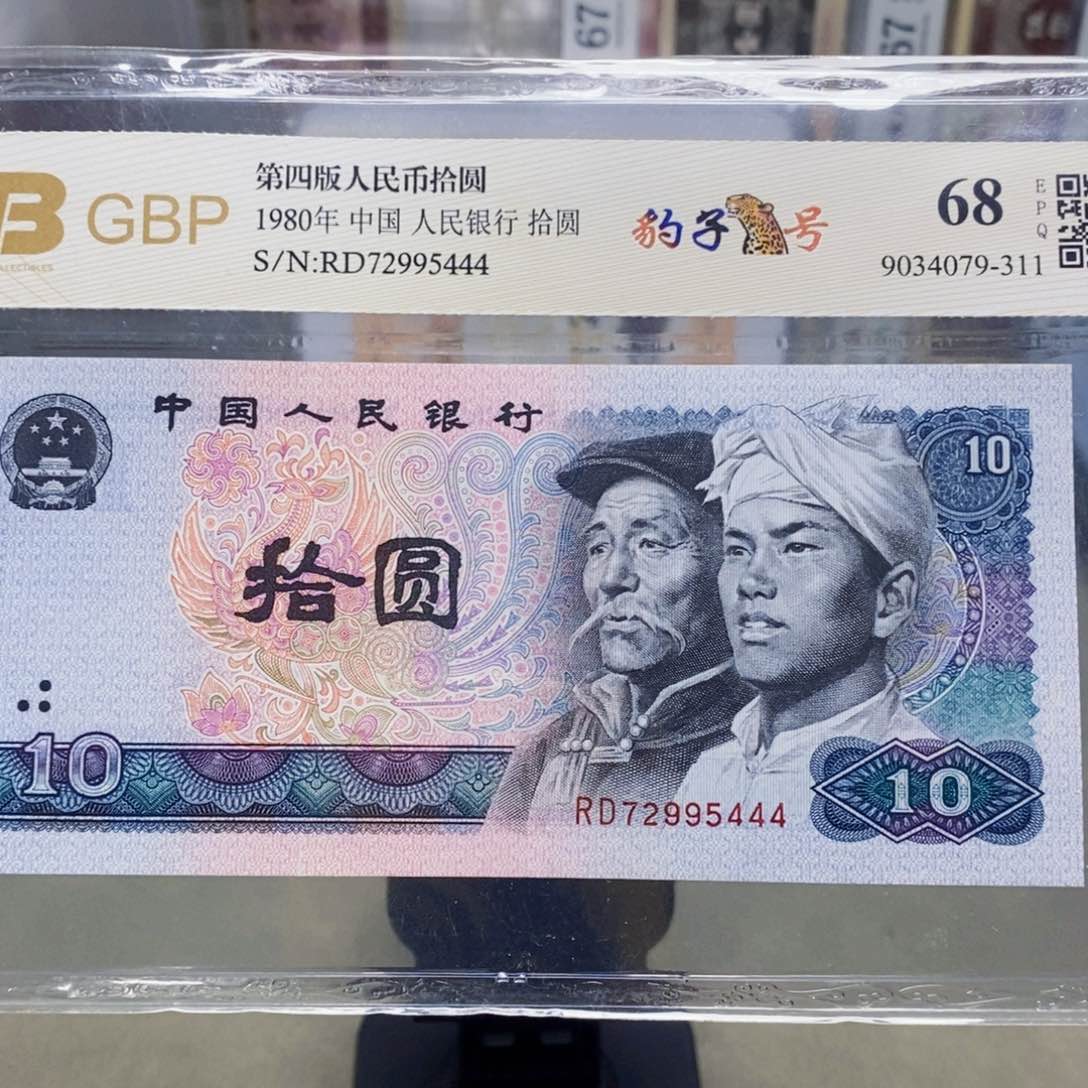 67
67
GBP
第四版人民币拾圆
1980年 中国 人民银行 拾圆
S/N:RD72995444
豹子号
68
EPQ
9034079-311
中国人民银行
10
拾圆
10
RD72995444
10